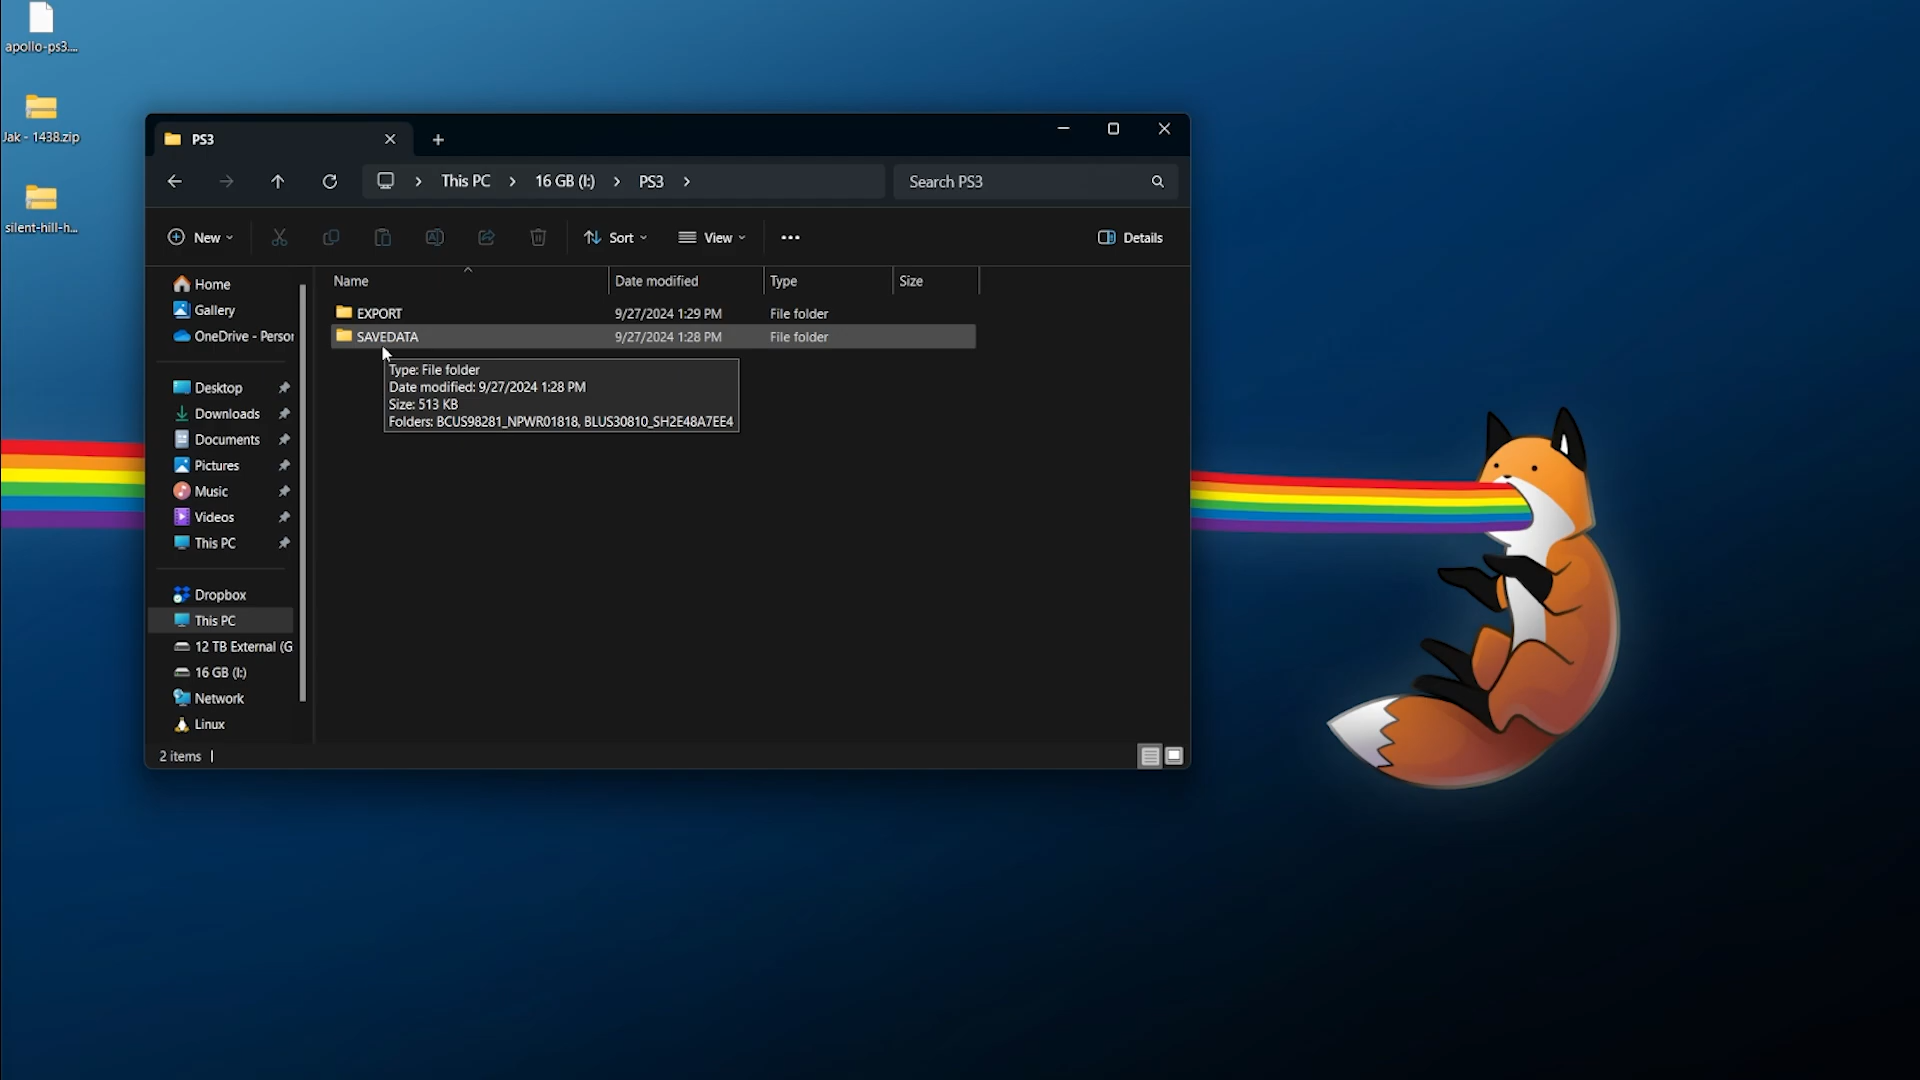 apollo-ps3....
Jak - 1438.zip
silent-hill-h...
PS3
This PC
16 GB (I:)
PS3
Search PS3
New
Sort
View
Details
Home
Gallery
OneDrive - Persor
Desktop
Downloads
Documents
Pictures
Music
Videos
This PC
Dropbox
This PC
12 TB External (G
16 GB (I:)
Network
Linux
Name Date modified Type Size
EXPORT 9/27/2024 1:29 PM File folder
SAVEDATA 9/27/2024 1:28 PM File folder
Type: File folder
Date modified: 9/27/2024 1:28 PM
Size: 513 KB
Folders: BCUS98281_NPWR01818, BLUS30810_SH2E48A7EE4
2 items